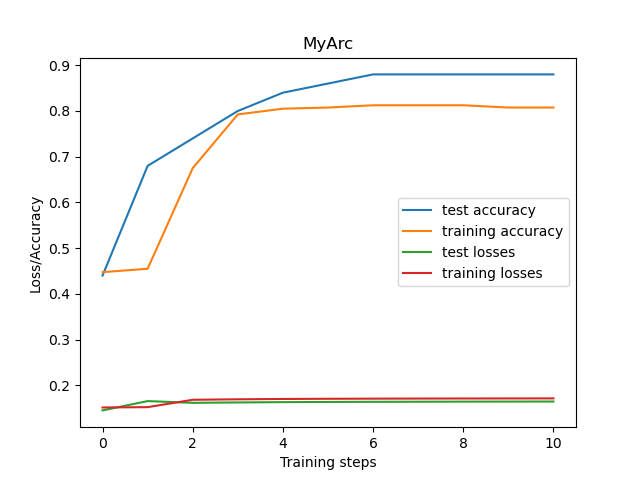 MyArc
0.9
0.8
0.7
0.6
0.5
0.4
0.3
0.2
Loss/Accuracy
test accuracy
training accuracy
test losses
training losses
0 2 4 6 8 10
Training steps